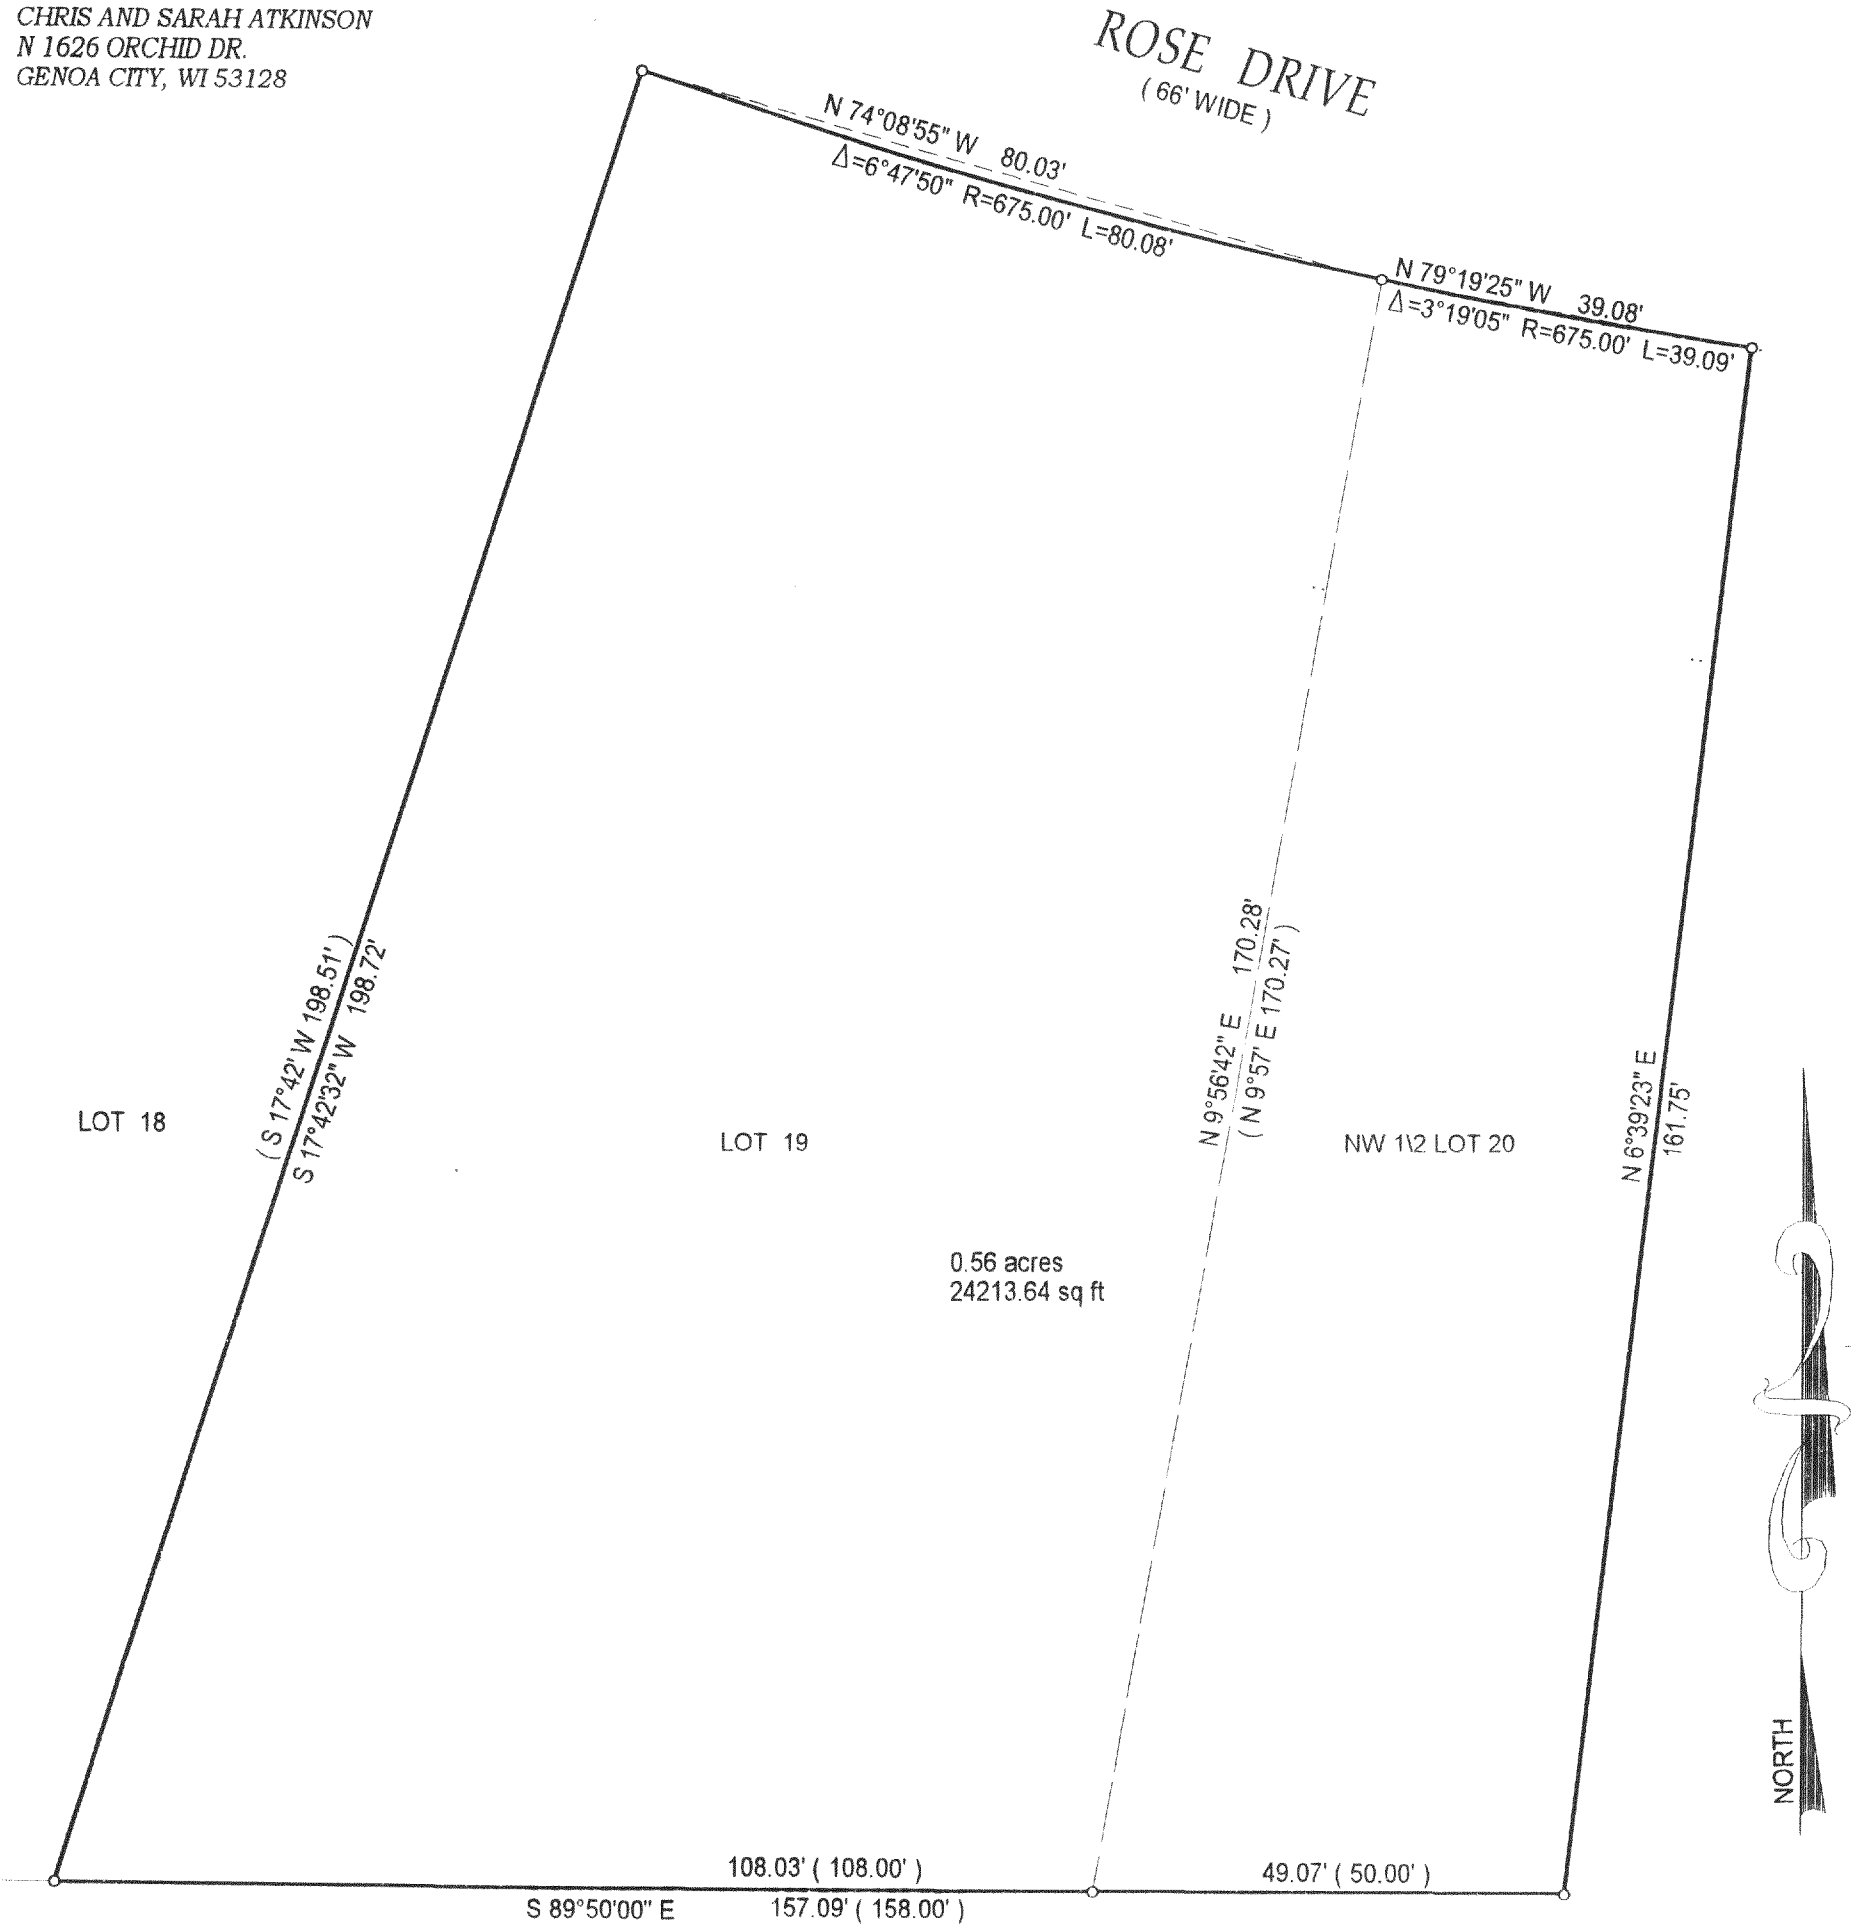 CHRIS AND SARAH ATKINSON
N 1626 ORCHID DR.
GENOA CITY, WI 53128
ROSE DRIVE
( 66' WIDE )
N 74°08'55" W 80.03'
Δ=6°47'50" R=675.00' L=80.08'
N 79°19'25" W 39.08'
Δ=3°19'05" R=675.00' L=39.09'
( S 17°42' W 198.51' )
S 17°42'32" W 198.72'
N 9°56'42" E 170.28'
( N 9°57' E 170.27' )
N 6°39'23" E
161.75'
LOT 18
LOT 19
NW 1\2 LOT 20
0.56 acres
24213.64 sq ft
NORTH
108.03' ( 108.00' )
49.07' ( 50.00' )
S 89°50'00" E 157.09' ( 158.00' )